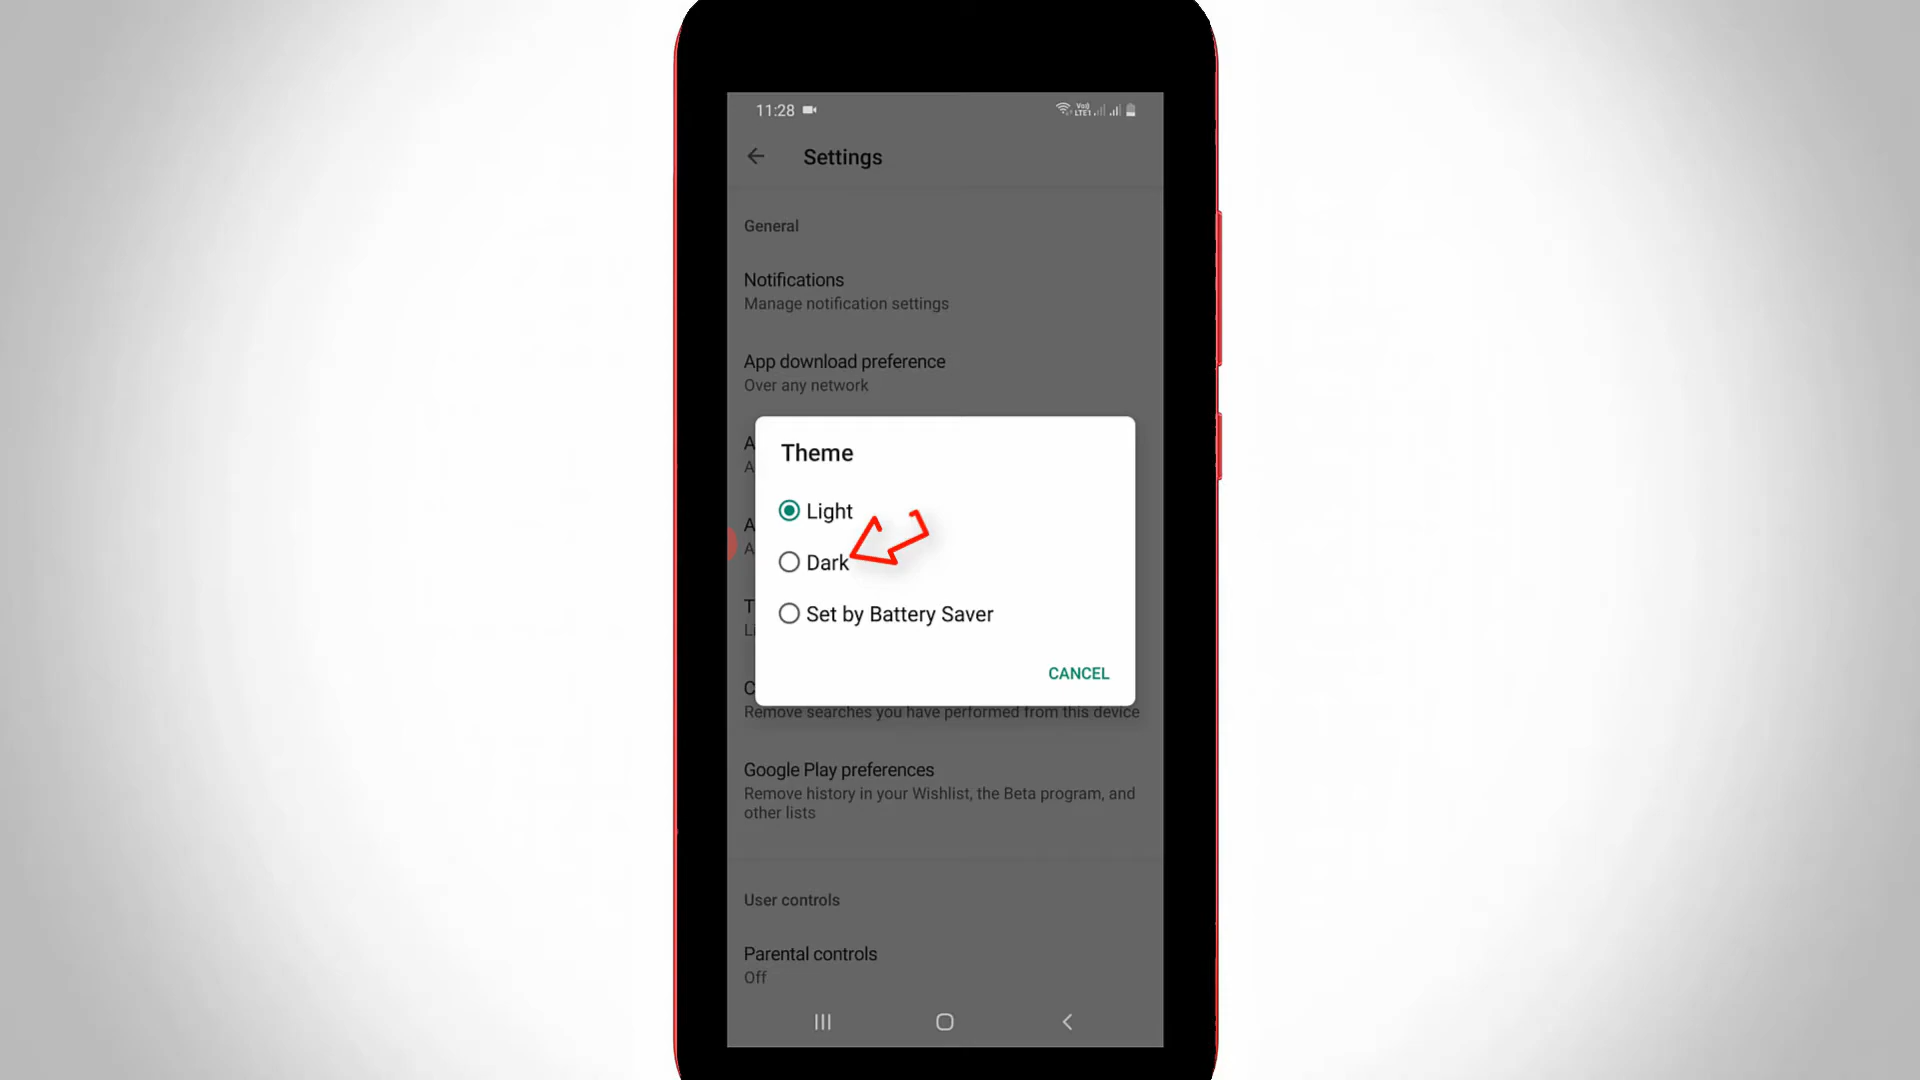 11:28
Vo)) LTE1
Settings
General
Notifications
Manage notification settings
App download preference
Over any network
Theme
Light
Dark
Set by Battery Saver
CANCEL
Remove searches you have performed from this device
Google Play preferences
Remove history in your Wishlist, the Beta program, and
other lists
User controls
Parental controls
Off